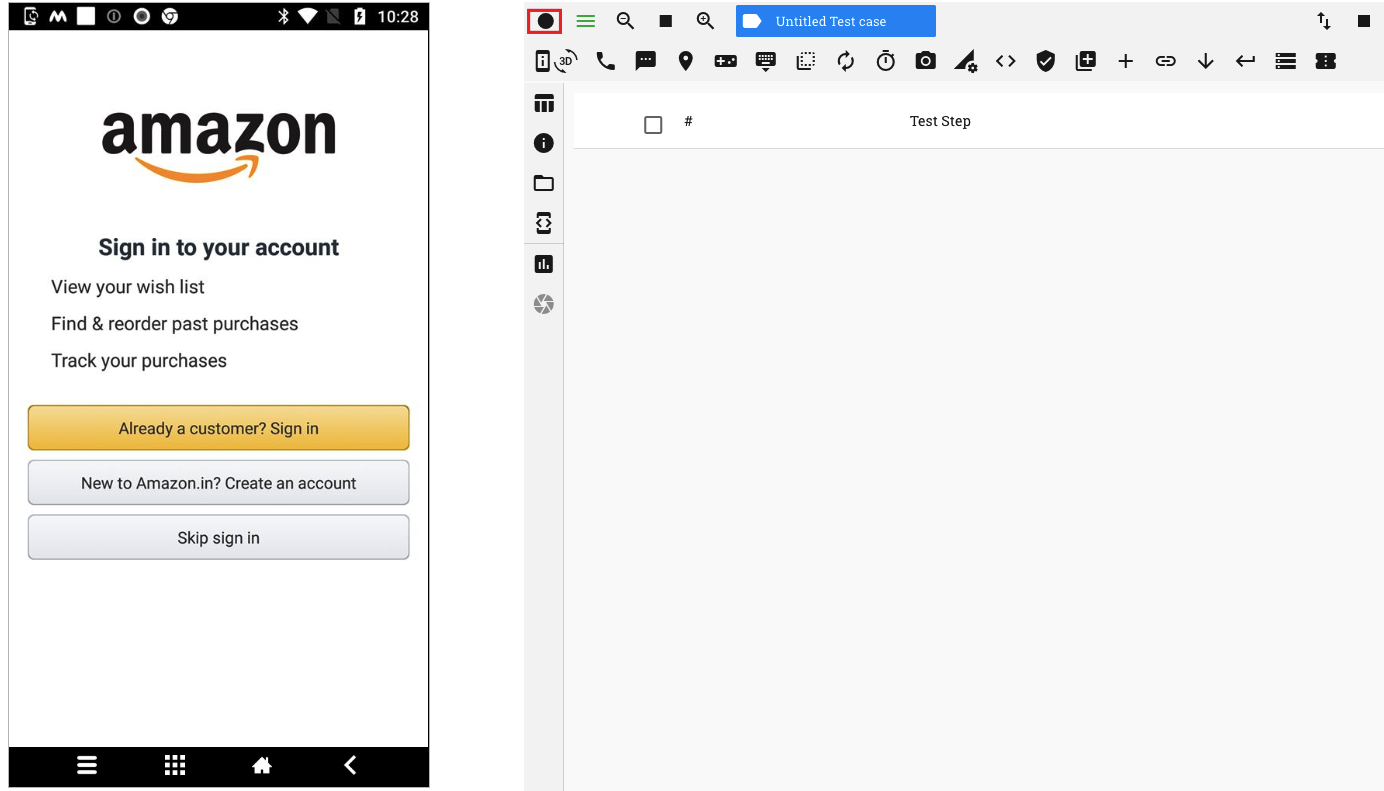 10:28
amazon
Sign in to your account
View your wish list
Find & reorder past purchases
Track your purchases
Already a customer? Sign in
New to Amazon.in? Create an account
Skip sign in
Untitled Test case
3D
# Test Step